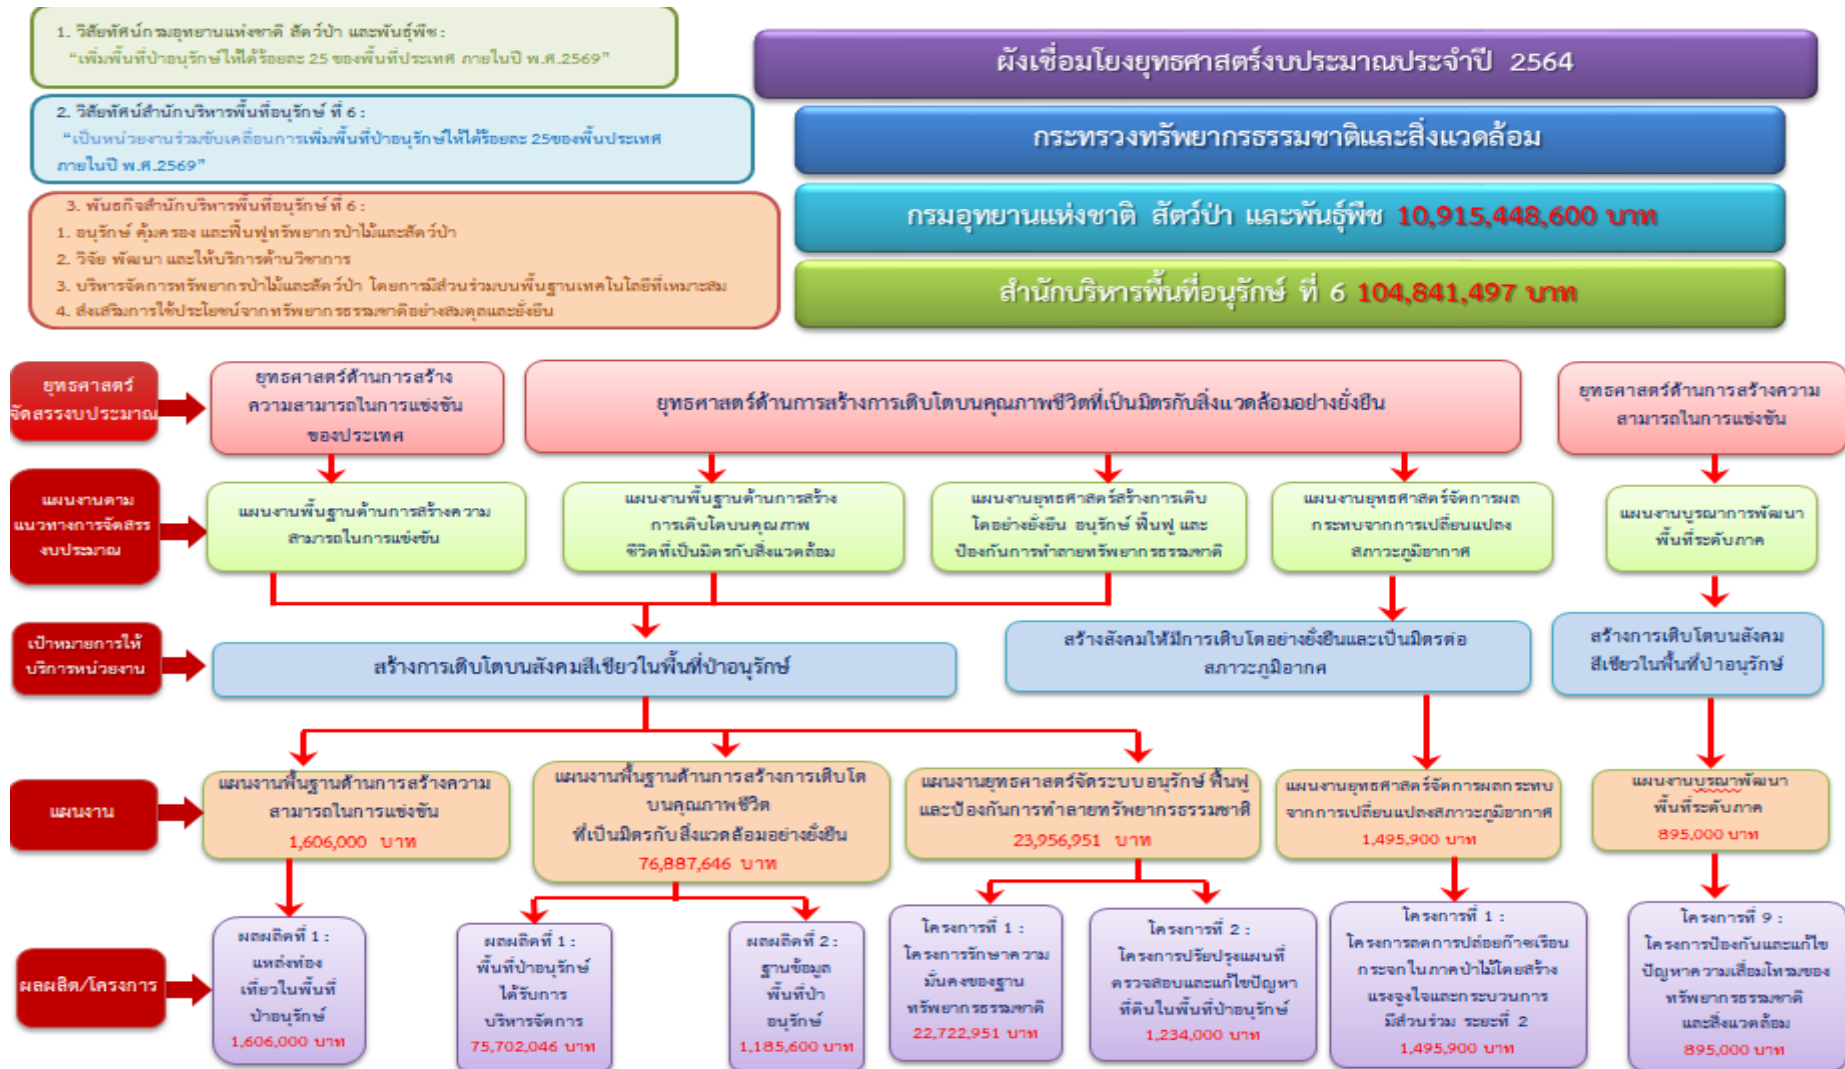 1. วิสัยทัศน์กรมอุทยานแห่งชาติ สัตว์ป่า และพันธุ์พืช :
"เพิ่มพื้นที่ป่าอนุรักษ์ให้ได้ร้อยละ 25 ของพื้นที่ประเทศ ภายในปี พ.ศ.2569"
2. วิสัยทัศน์สำนักบริหารพื้นที่อนุรักษ์ ที่ 6 :
"เป็นหน่วยงานร่วมขับเคลื่อนการเพิ่มพื้นที่ป่าอนุรักษ์ให้ได้ร้อยละ 25ของพื้นประเทศ
ภายในปี พ.ศ.2569"
3. พันธกิจสำนักบริหารพื้นที่อนุรักษ์ ที่ 6 :
1. อนุรักษ์ คุ้มครอง และฟื้นฟูทรัพยากรป่าไม้และสัตว์ป่า
2. วิจัย พัฒนา และให้บริการด้านวิชาการ
3. บริหารจัดการทรัพยากรป่าไม้และสัตว์ป่า โดยการมีส่วนร่วมบนพื้นฐานเทคโนโลยีที่เหมาะสม
4. ส่งเสริมการใช้ประโยชน์จากทรัพยากรธรรมชาติอย่างสมดุลและยั่งยืน
ผังเชื่อมโยงยุทธศาสตร์งบประมาณประจำปี 2564
กระทรวงทรัพยากรธรรมชาติและสิ่งแวดล้อม
กรมอุทยานแห่งชาติ สัตว์ป่า และพันธุ์พืช 10,915,448,600 บาท
สำนักบริหารพื้นที่อนุรักษ์ ที่ 6 104,841,497 บาท
ยุทธศาสตร์
จัดสรรงบประมาณ
ยุทธศาสตร์ด้านการสร้าง
ความสามารถในการแข่งขัน
ของประเทศ
ยุทธศาสตร์ด้านการสร้างการเติบโตบนคุณภาพชีวิตที่เป็นมิตรกับสิ่งแวดล้อมอย่างยั่งยืน
ยุทธศาสตร์ด้านการสร้างความ
สามารถในการแข่งขัน
แผนงานตาม
แนวทางการจัดสรร
งบประมาณ
แผนงานพื้นฐานด้านการสร้างความ
สามารถในการแข่งขัน
แผนงานพื้นฐานด้านการสร้าง
การเติบโตบนคุณภาพ
ชีวิตที่เป็นมิตรกับสิ่งแวดล้อม
แผนงานยุทธศาสตร์สร้างการเติบ
โตอย่างยั่งยืน อนุรักษ์ ฟื้นฟู และ
ป้องกันการทำลายทรัพยากรธรรมชาติ
แผนงานยุทธศาสตร์จัดการผล
กระทบจากการเปลี่ยนแปลง
สภาวะภูมิอากาศ
แผนงานบูรณาการพัฒนา
พื้นที่ระดับภาค
เป้าหมายการให้
บริการหน่วยงาน
สร้างการเติบโตบนสังคมสีเขียวในพื้นที่ป่าอนุรักษ์
สร้างสังคมให้มีการเติบโตอย่างยั่งยืนและเป็นมิตรต่อ
สภาวะภูมิอากศ
สร้างการเติบโตบนสังคม
สีเขียวในพื้นที่ป่าอนุรักษ์
แผนงาน
แผนงานพื้นฐานด้านการสร้างความ
สามารถในการแข่งขัน
1,606,000 บาท
แผนงานพื้นฐานด้านการสร้างการเติบโต
บนคุณภาพชีวิต
ที่เป็นมิตรกับสิ่งแวดล้อมอย่างยั่งยืน
76,887,646 บาท
แผนงานยุทธศาสตร์จัดระบบอนุรักษ์ ฟื้นฟู
และป้องกันการทำลายทรัพยากรธรรมชาติ
23,956,951 บาท
แผนงานยุทธศาสตร์จัดการผลกระทบ
จากการเปลี่ยนแปลงสภาวะภูมิอากาศ
1,495,900 บาท
แผนงานบูรณาพัฒนา
พื้นที่ระดับภาค
895,000 บาท
ผลผลิต/โครงการ
ผลผลิตที่ 1 :
แหล่งท่อง
เที่ยวในพื้นที่
ป่าอนุรักษ์
1,606,000 บาท
ผลผลิตที่ 1 :
พื้นที่ป่าอนุรักษ์
ได้รับการ
บริหารจัดการ
75,702,046 บาท
ผลผลิตที่ 2 :
ฐานข้อมูล
พื้นที่ป่า
อนุรักษ์
1,185,600 บาท
โครงการที่ 1 :
โครงการรักษาความ
มั่นคงของฐาน
ทรัพยากรธรรมชาติ
22,722,951 บาท
โครงการที่ 2 :
โครงการปรับปรุงแผนที่
ตรวจสอบและแก้ไขปัญหา
ที่ดินในพื้นที่ป่าอนุรักษ์
1,234,000 บาท
โครงการที่ 1 :
โครงการลดการปล่อยก๊าซเรือน
กระจกในภาคป่าไม้โดยสร้าง
แรงจูงใจและกระบวนการ
มีส่วนร่วม ระยะที่ 2
1,495,900 บาท
โครงการที่ 9 :
โครงการป้องกันและแก้ไข
ปัญหาความเสื่อมโทรมของ
ทรัพยากรธรรมชาติ
และสิ่งแวดล้อม
895,000 บาท